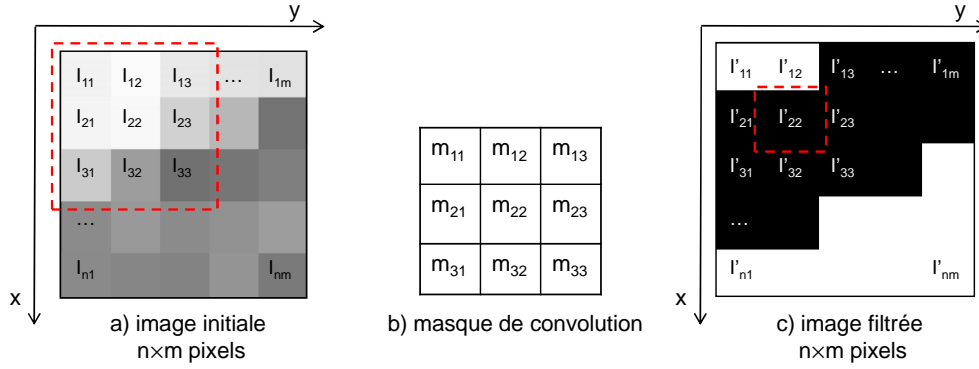 y
I₁₁ I₁₂ I₁₃ ... I₁ₘ
I₂₁ I₂₂ I₂₃
I₃₁ I₃₂ I₃₃
...
Iₙ₁ Iₙₘ
x
a) image initiale
n×m pixels
m₁₁ m₁₂ m₁₃
m₂₁ m₂₂ m₂₃
m₃₁ m₃₂ m₃₃
b) masque de convolution
y
I'₁₁ I'₁₂ I'₁₃ ... I'₁ₘ
I'₂₁ I'₂₂ I'₂₃
I'₃₁ I'₃₂ I'₃₃
...
I'ₙ₁ I'ₙₘ
x
c) image filtrée
n×m pixels